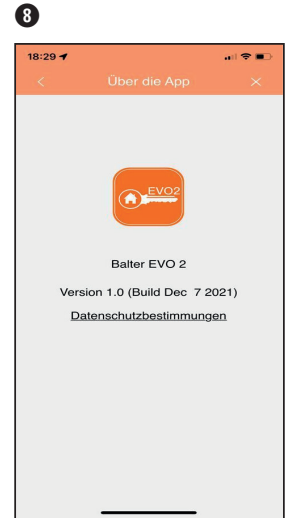 8
18:29
Über die App
EVO2
Balter EVO 2
Version 1.0 (Build Dec 7 2021)
Datenschutzbestimmungen